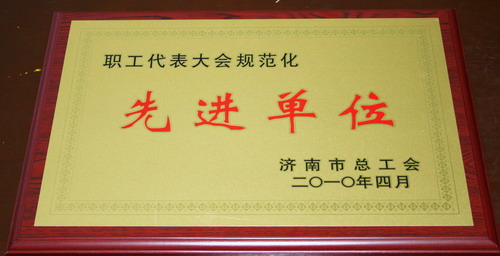 职工代表大会规范化
先进单位
济南市总工会
二〇一〇年四月